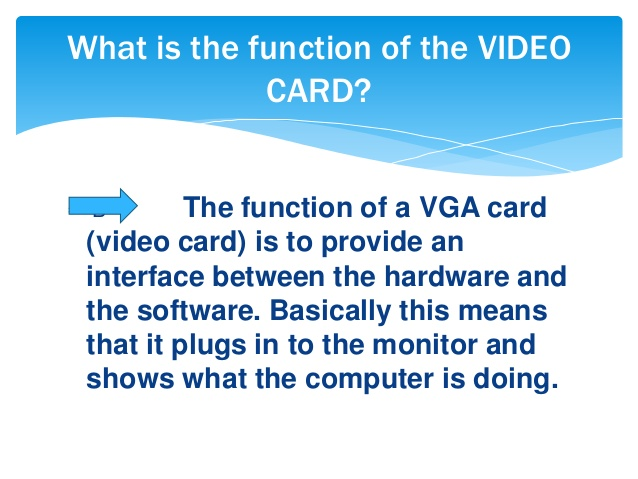 What is the function of the VIDEO
CARD?
The function of a VGA card
(video card) is to provide an
interface between the hardware and
the software. Basically this means
that it plugs in to the monitor and
shows what the computer is doing.